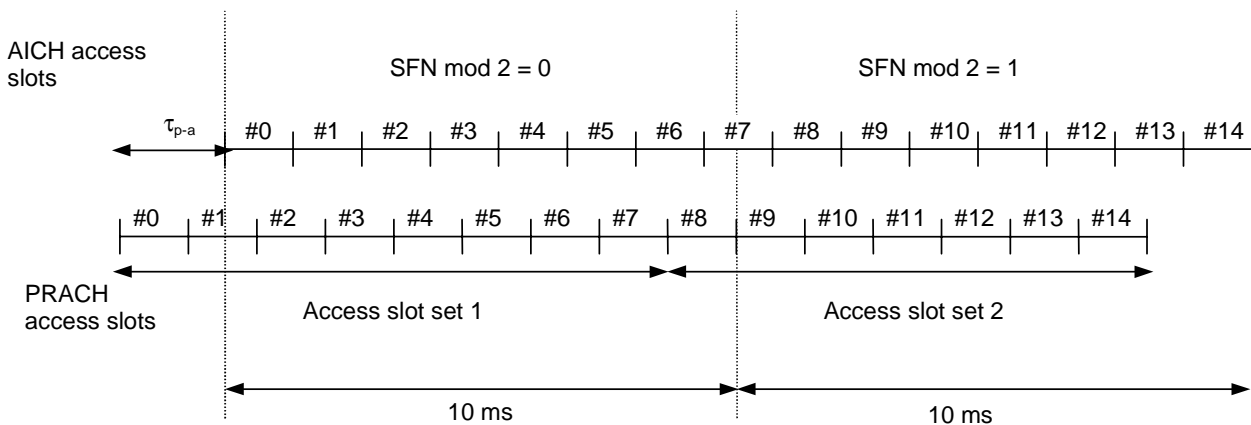 AICH access
slots
SFN mod 2 = 0
SFN mod 2 = 1
τp-a
#0 #1 #2 #3 #4 #5 #6 #7 #8 #9 #10 #11 #12 #13 #14
#0 #1 #2 #3 #4 #5 #6 #7 #8 #9 #10 #11 #12 #13 #14
PRACH
access slots
Access slot set 1
Access slot set 2
10 ms
10 ms